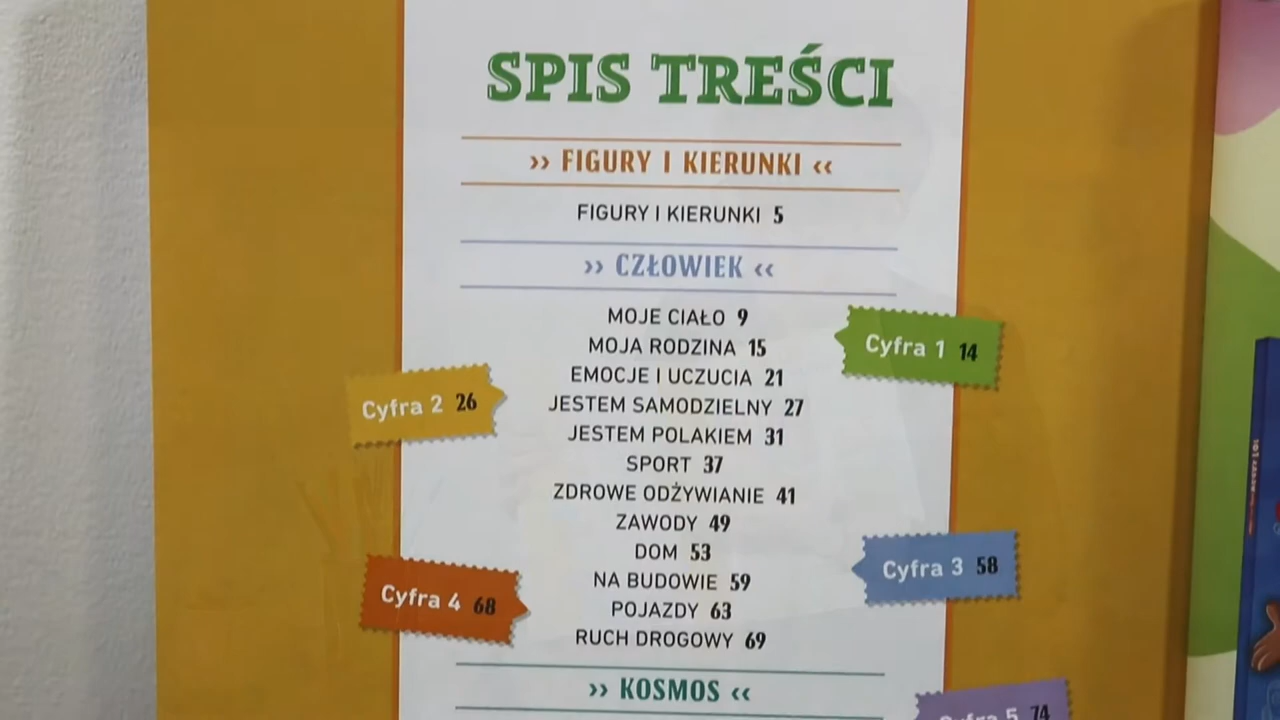 SPIS TREŚCI
›› FIGURY I KIERUNKI ‹‹
FIGURY I KIERUNKI 5
›› CZŁOWIEK ‹‹
MOJE CIAŁO 9
MOJA RODZINA 15
Cyfra 1 14
EMOCJE I UCZUCIA 21
Cyfra 2 26
JESTEM SAMODZIELNY 27
JESTEM POLAKIEM 31
SPORT 37
ZDROWE ODŻYWIANIE 41
ZAWODY 49
DOM 53
Cyfra 3 58
NA BUDOWIE 59
Cyfra 4 68
POJAZDY 63
RUCH DROGOWY 69
›› KOSMOS ‹‹
Cyfra 5 74